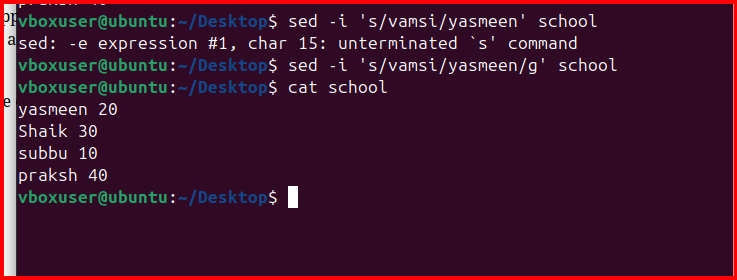 vboxuser@ubuntu:~/Desktop$ sed -i 's/vamsi/yasmeen' school
sed: -e expression #1, char 15: unterminated `s' command
vboxuser@ubuntu:~/Desktop$ sed -i 's/vamsi/yasmeen/g' school
vboxuser@ubuntu:~/Desktop$ cat school
yasmeen 20
Shaik 30
subbu 10
praksh 40
vboxuser@ubuntu:~/Desktop$